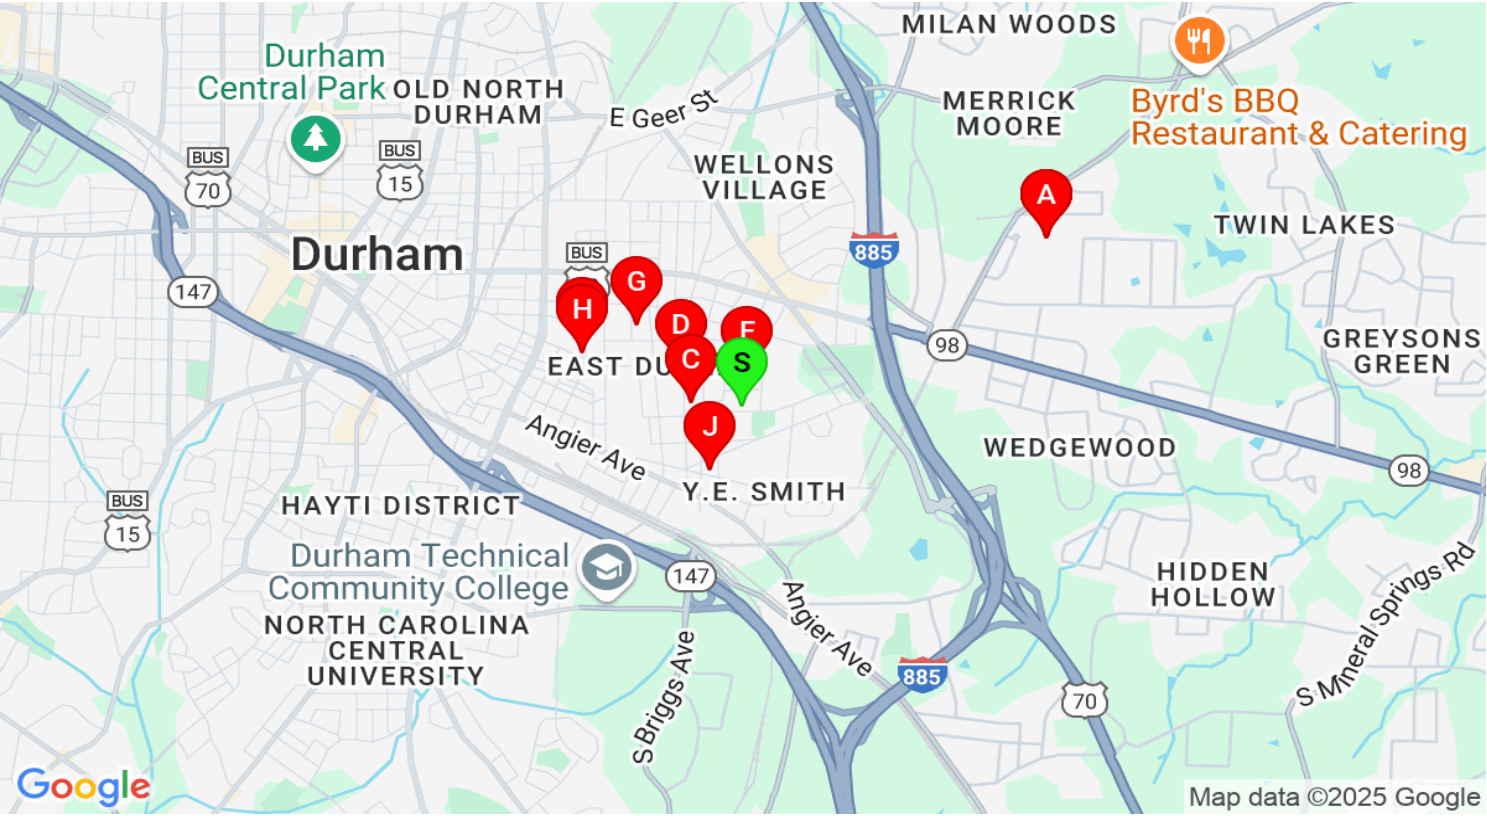 MILAN WOODS
Durham
Central Park
OLD NORTH
DURHAM
E Geer St
MERRICK
MOORE
Byrd's BBQ
Restaurant & Catering
BUS
70
BUS
15
WELLONS
VILLAGE
A
TWIN LAKES
Durham
BUS
885
147
G
H
D
C
S
EAST DU
98
GREYSONS
GREEN
J
Angier Ave
WEDGEWOOD
98
Y.E. SMITH
HAYTI DISTRICT
BUS
15
Durham Technical
Community College
147
HIDDEN
HOLLOW
S Mineral Springs Rd
Angier Ave
NORTH CAROLINA
CENTRAL
UNIVERSITY
S Briggs Ave
885
70
Google
Map data ©2025 Google